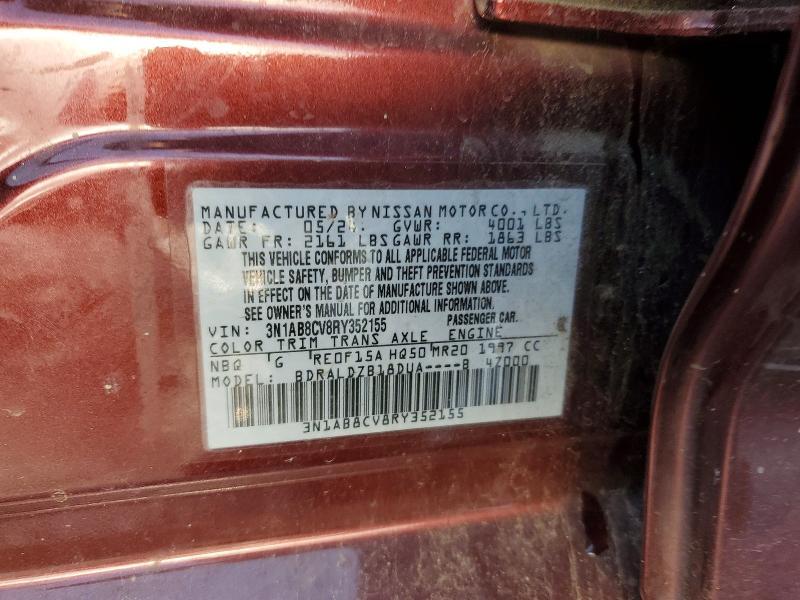 MANUFACTURED BY NISSAN MOTOR CO., LTD.
DATE: 05/24 GVWR: 4001 LBS
GAWR FR: 2161 LBS GAWR RR: 1863 LBS
THIS VEHICLE CONFORMS TO ALL APPLICABLE FEDERAL MOTOR
VEHICLE SAFETY, BUMPER AND THEFT PREVENTION STANDARDS
IN EFFECT ON THE DATE OF MANUFACTURE SHOWN ABOVE.
SEE OWNER'S MANUAL FOR ADDITIONAL INFORMATION.
VIN: 3N1AB8CV8RY352155 PASSENGER CAR.
COLOR TRIM TRANS AXLE ENGINE
NBQ G RE0F15A HQ50 MR20 1997 CC
MODEL: BDRALDZB18DUA----B 4Z000
3N1AB8CV8RY352155